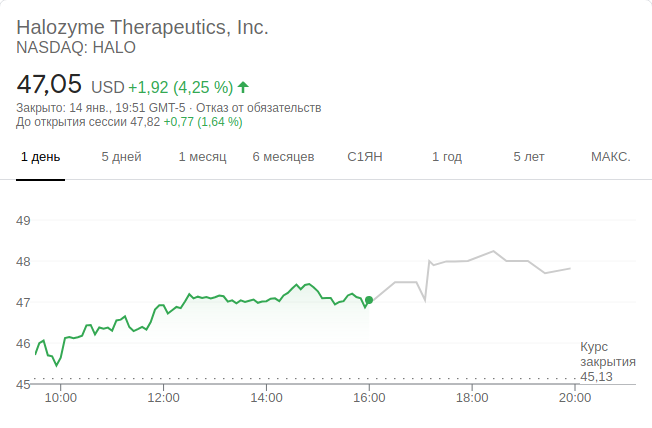 Halozyme Therapeutics, Inc.
NASDAQ: HALO
47,05 USD +1,92 (4,25 %)
Закрыто: 14 янв., 19:51 GMT-5 · Отказ от обязательств
До открытия сессии 47,82 +0,77 (1,64 %)
1 день 5 дней 1 месяц 6 месяцев С1ЯН 1 год 5 лет МАКС.
49
48
47
46
45
Курс
закрытия
45,13
10:00 12:00 14:00 16:00 18:00 20:00